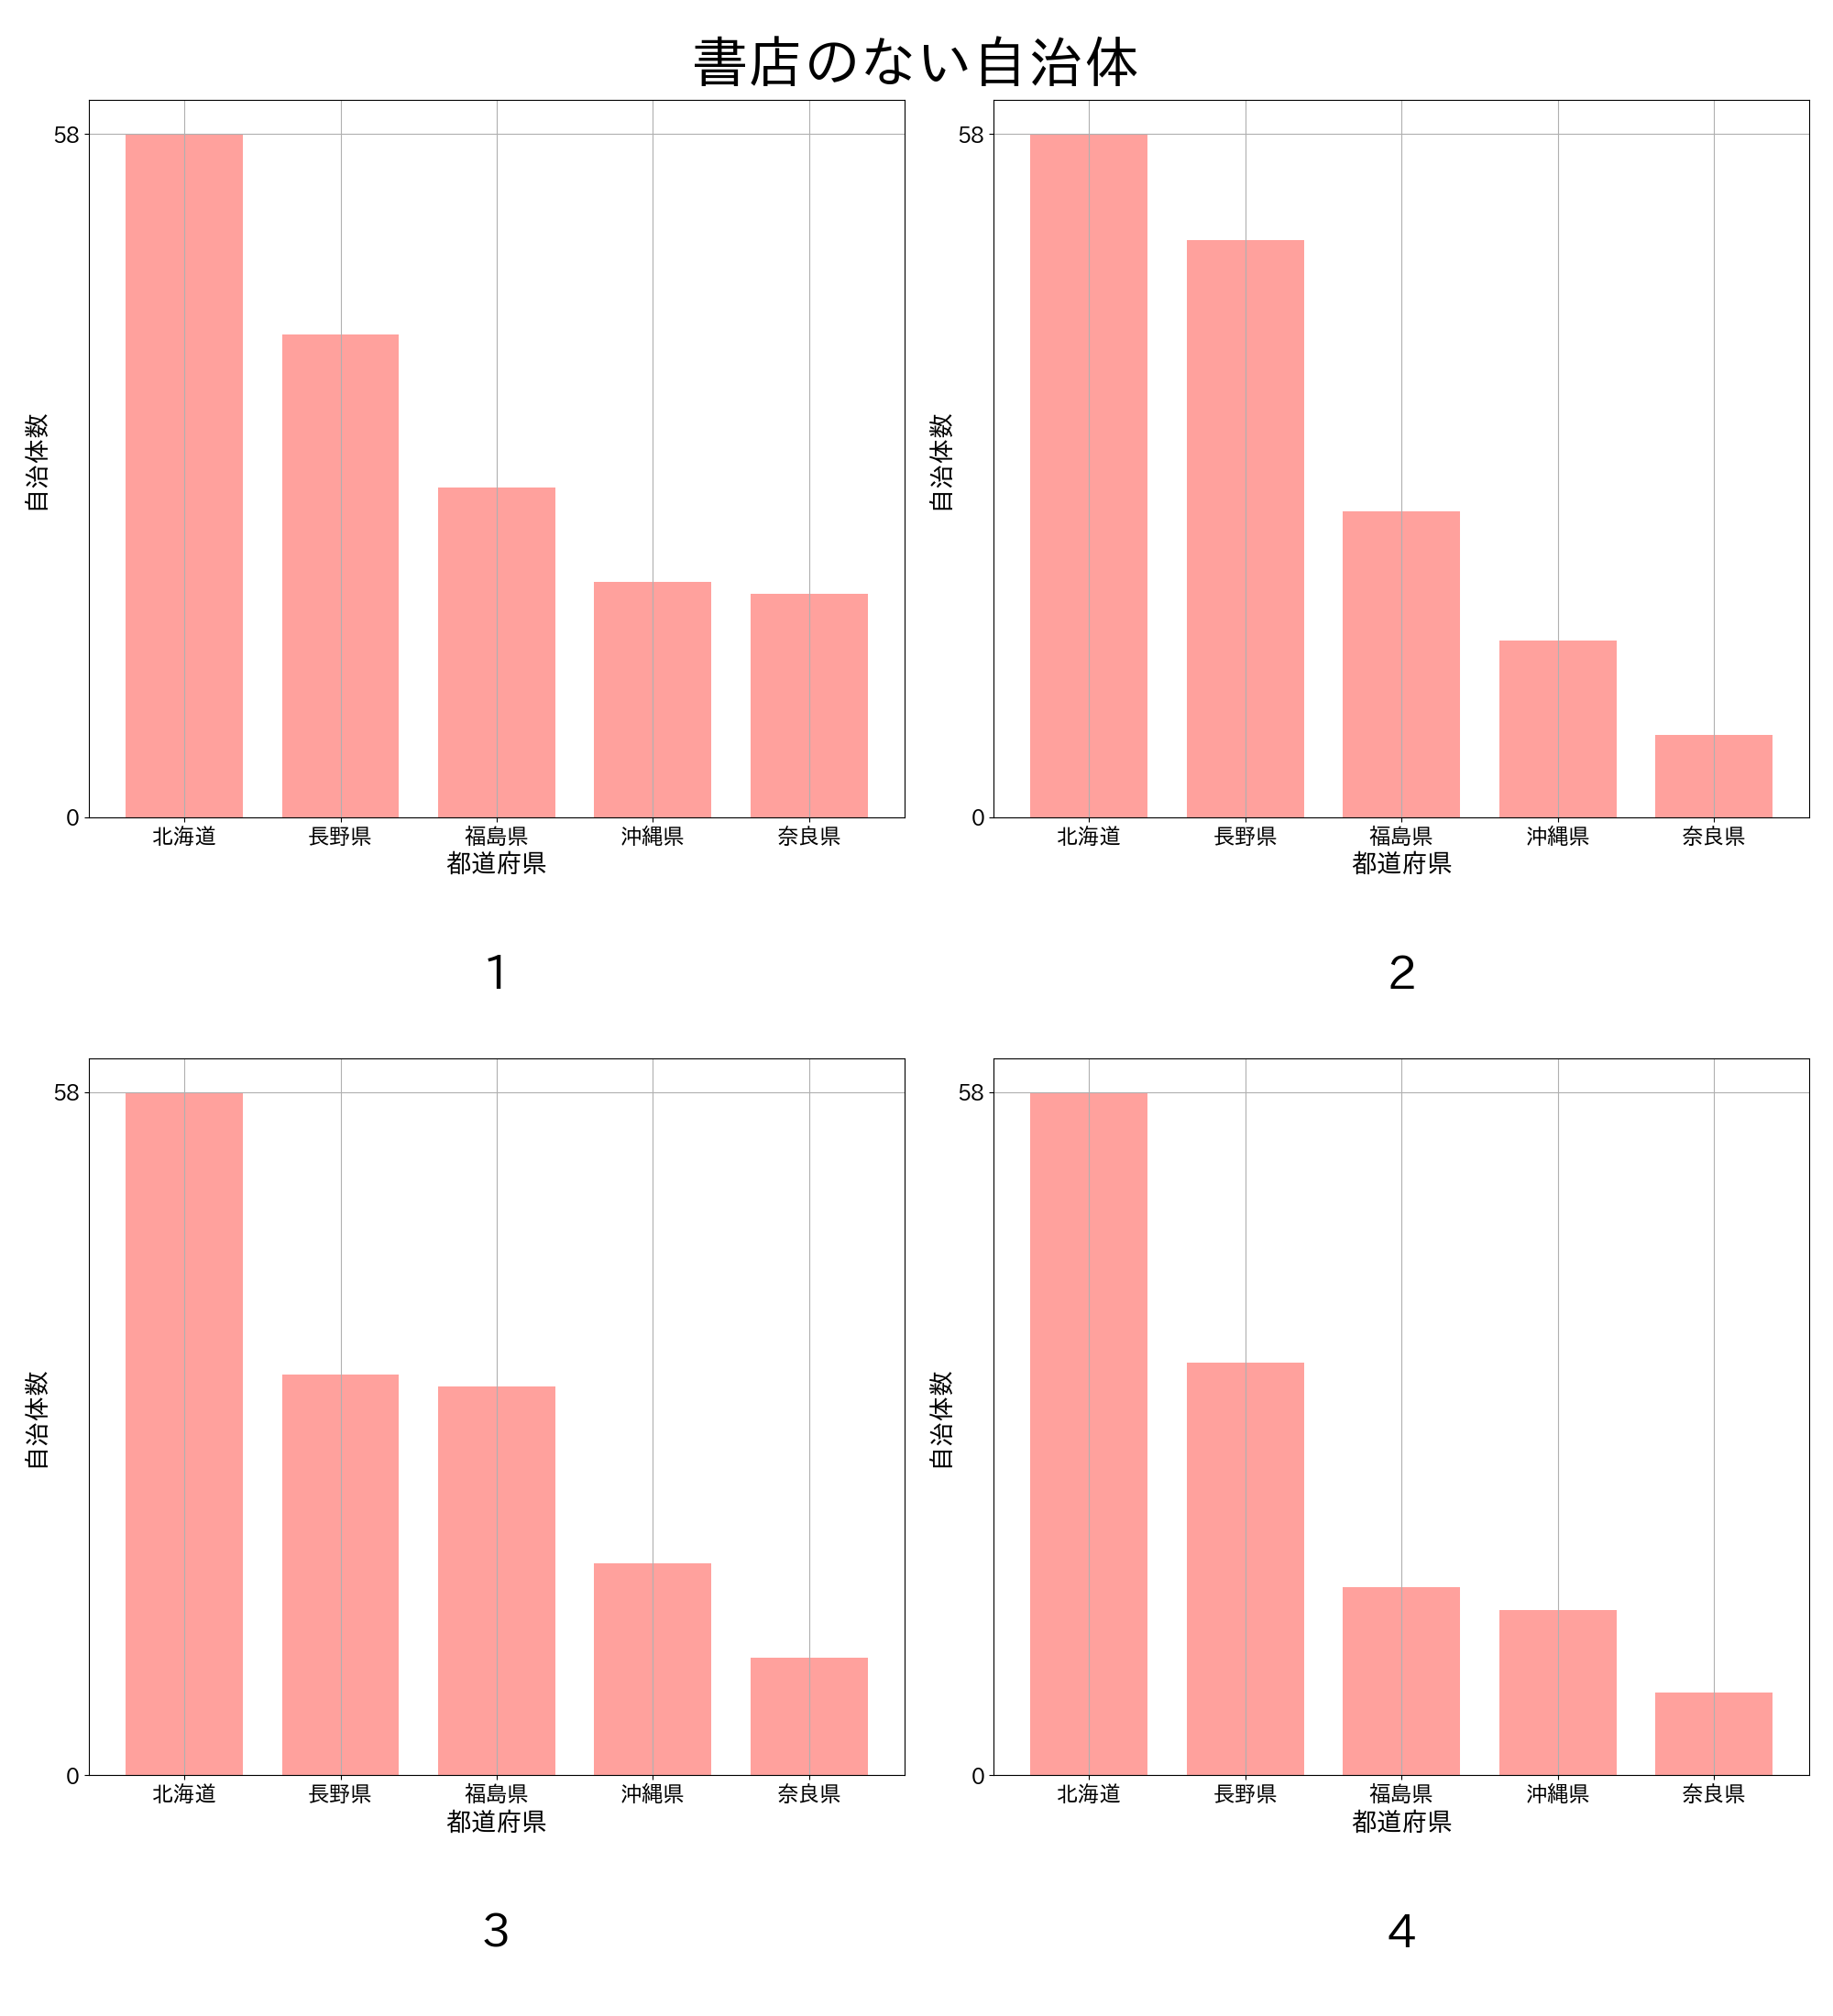 書店のない自治体
58
0
自治体数
北海道 長野県 福島県 沖縄県 奈良県
都道府県
1
58
0
自治体数
北海道 長野県 福島県 沖縄県 奈良県
都道府県
2
58
0
自治体数
北海道 長野県 福島県 沖縄県 奈良県
都道府県
3
58
0
自治体数
北海道 長野県 福島県 沖縄県 奈良県
都道府県
4